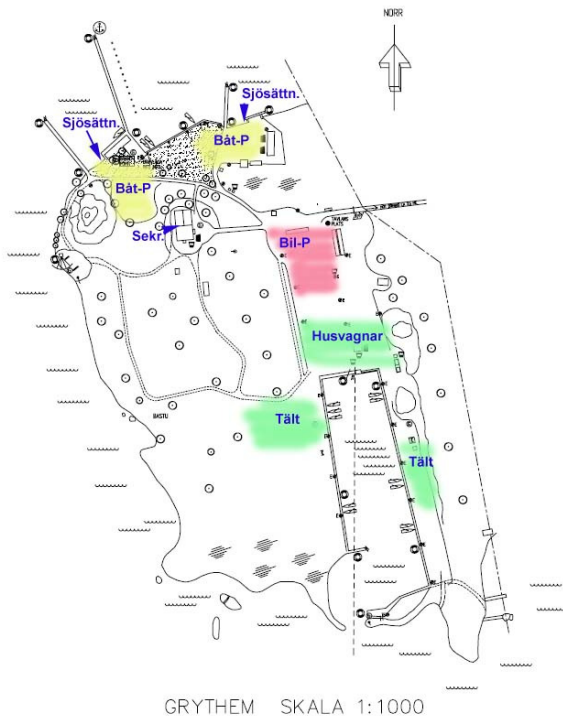 NORR
Sjösättn.
Sjösättn.
Båt-P
Båt-P
Sekr.
Bil-P
Husvagnar
Tält
BASTU
Tält
GRYTHEM SKALA 1:1000